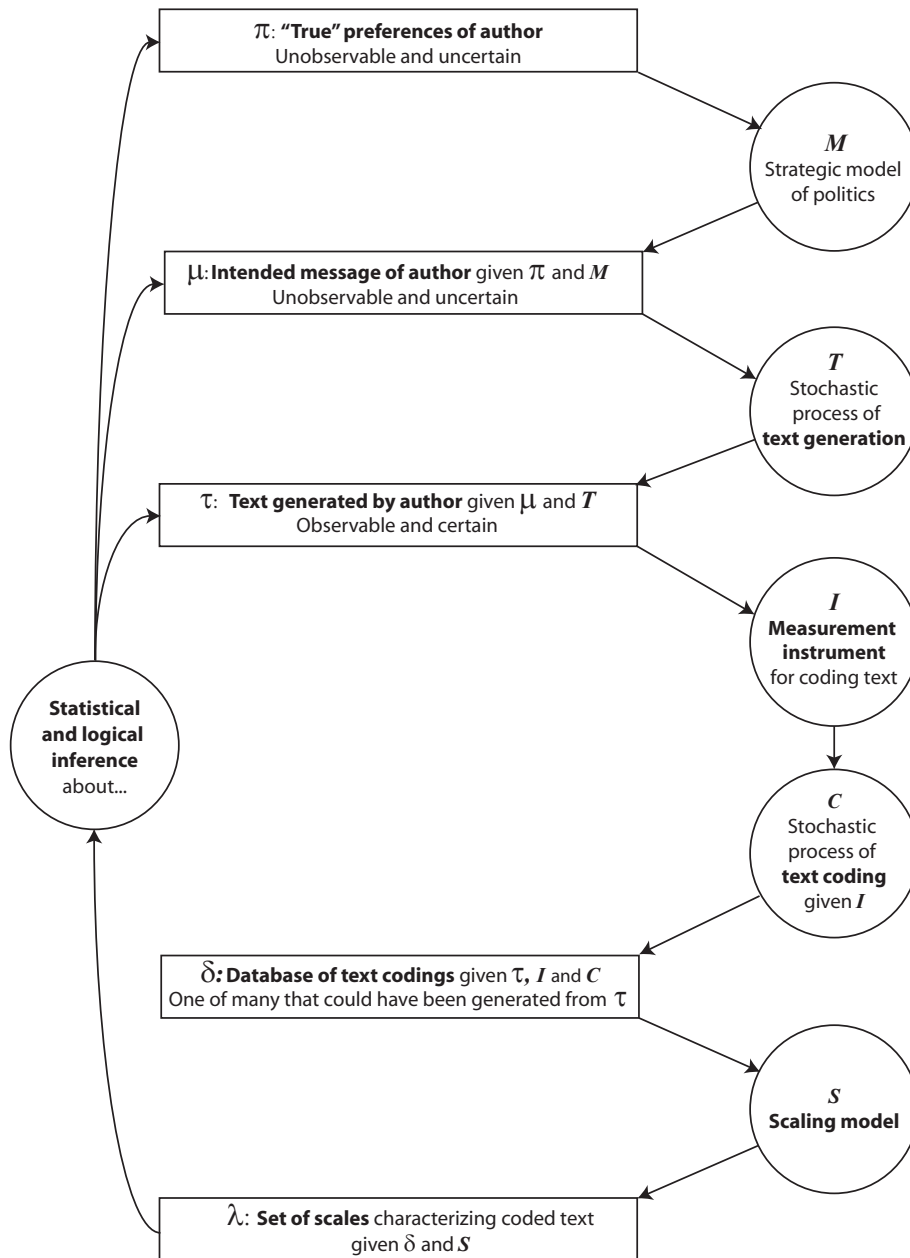 π: “True” preferences of author
Unobservable and uncertain
M
Strategic model
of politics
μ: Intended message of author given π and M
Unobservable and uncertain
T
Stochastic
process of
text generation
τ: Text generated by author given μ and T
Observable and certain
I
Measurement
instrument
for coding text
Statistical
and logical
inference
about...
C
Stochastic
process of
text coding
given I
δ: Database of text codings given τ, I and C
One of many that could have been generated from τ
S
Scaling model
λ: Set of scales characterizing coded text
given δ and S